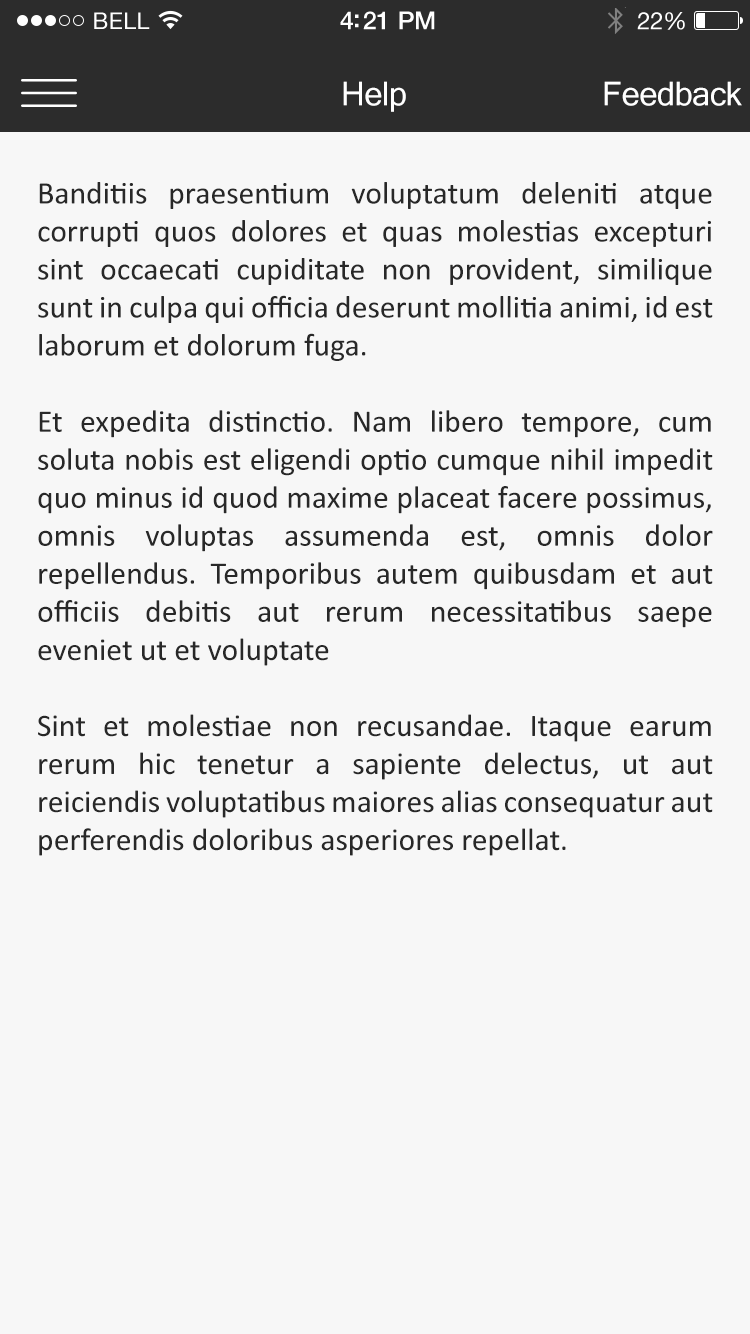 BELL 4:21 PM 22%
Help Feedback
Banditiis praesentium voluptatum deleniti atque
corrupti quos dolores et quas molestias excepturi
sint occaecati cupiditate non provident, similique
sunt in culpa qui officia deserunt mollitia animi, id est
laborum et dolorum fuga.
Et expedita distinctio. Nam libero tempore, cum
soluta nobis est eligendi optio cumque nihil impedit
quo minus id quod maxime placeat facere possimus,
omnis voluptas assumenda est, omnis dolor
repellendus. Temporibus autem quibusdam et aut
officiis debitis aut rerum necessitatibus saepe
eveniet ut et voluptate
Sint et molestiae non recusandae. Itaque earum
rerum hic tenetur a sapiente delectus, ut aut
reiciendis voluptatibus maiores alias consequatur aut
perferendis doloribus asperiores repellat.